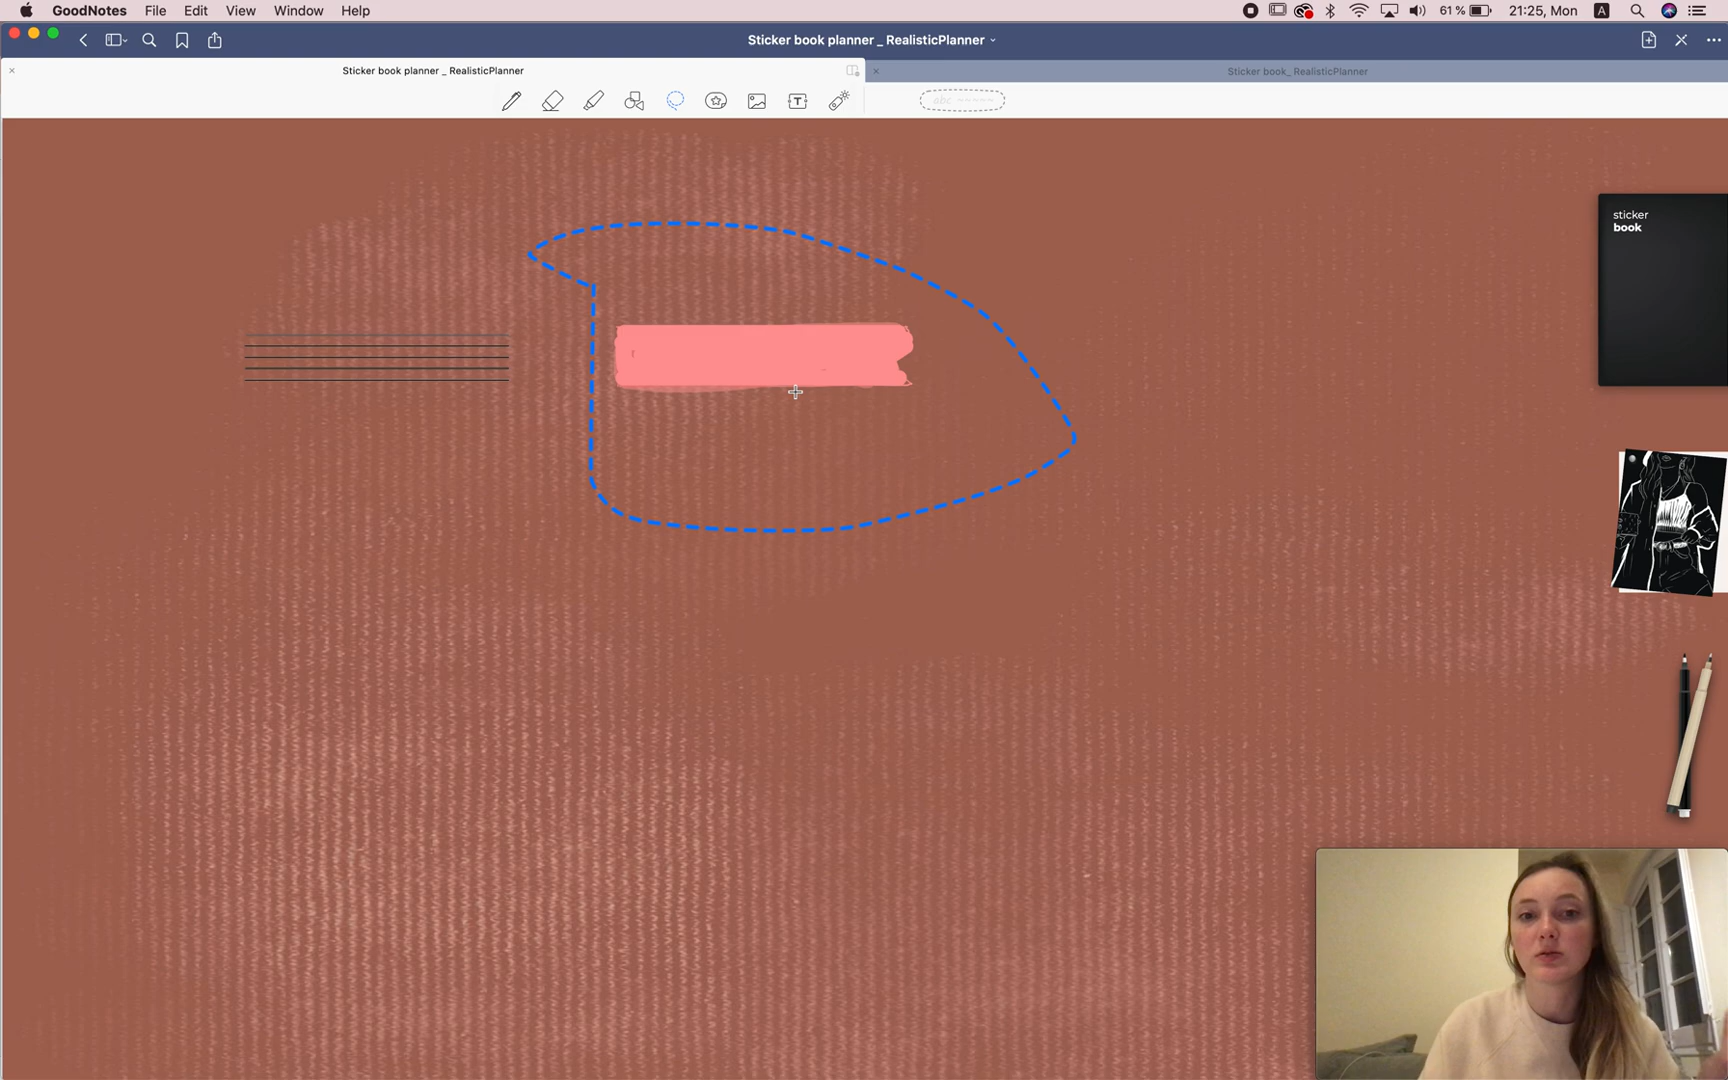 GoodNotes File Edit View Window Help
61 % 21:25, Mon A
Sticker book planner _ RealisticPlanner
Sticker book planner _ RealisticPlanner
Sticker book_ RealisticPlanner
T
abc
sticker
book